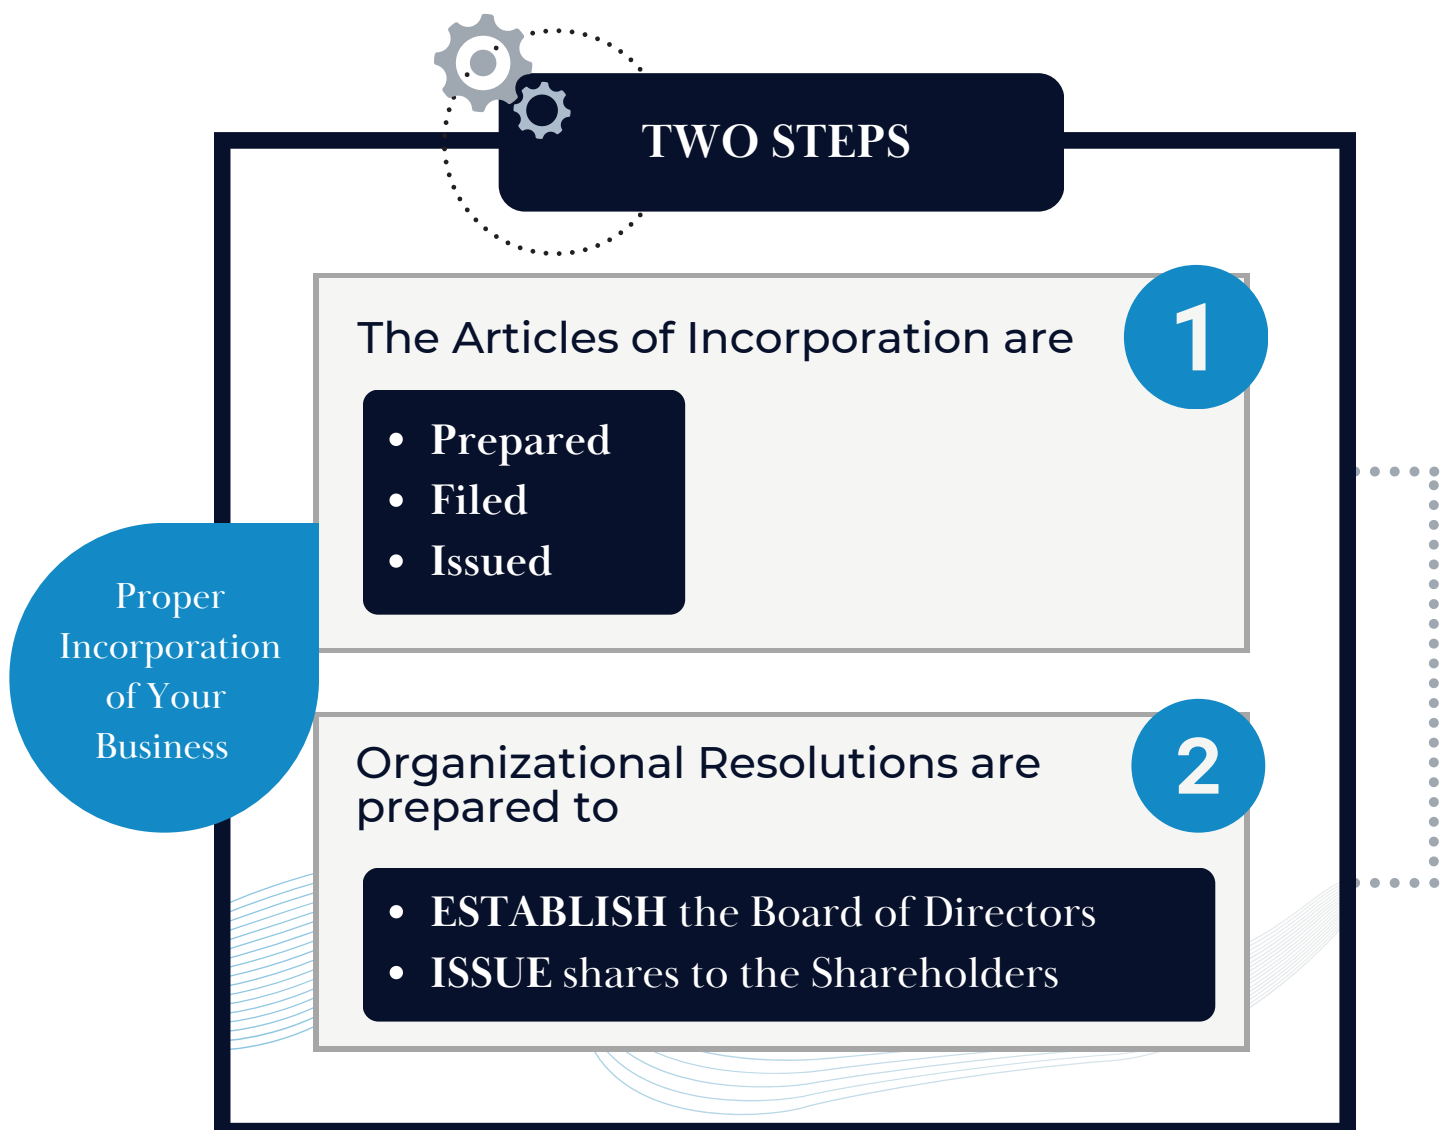 TWO STEPS
1
The Articles of Incorporation are
• Prepared
• Filed
• Issued
Proper
Incorporation
of Your
Business
2
Organizational Resolutions are
prepared to
• ESTABLISH the Board of Directors
• ISSUE shares to the Shareholders